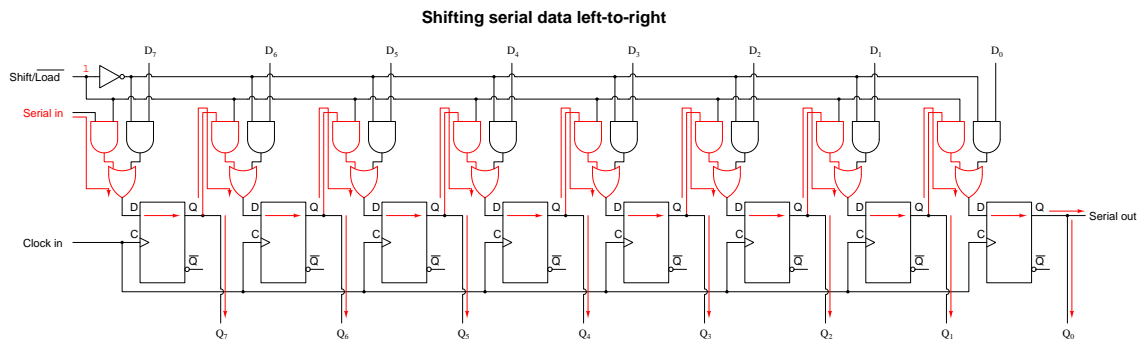 Shifting serial data left-to-right
D7 D6 D5 D4 D3 D2 D1 D0
Shift/Load 1
Serial in
D Q D Q D Q D Q D Q D Q D Q D Q
Serial out
Clock in C C C C C C C C
Q Q Q Q Q Q Q Q
Q7 Q6 Q5 Q4 Q3 Q2 Q1 Q0